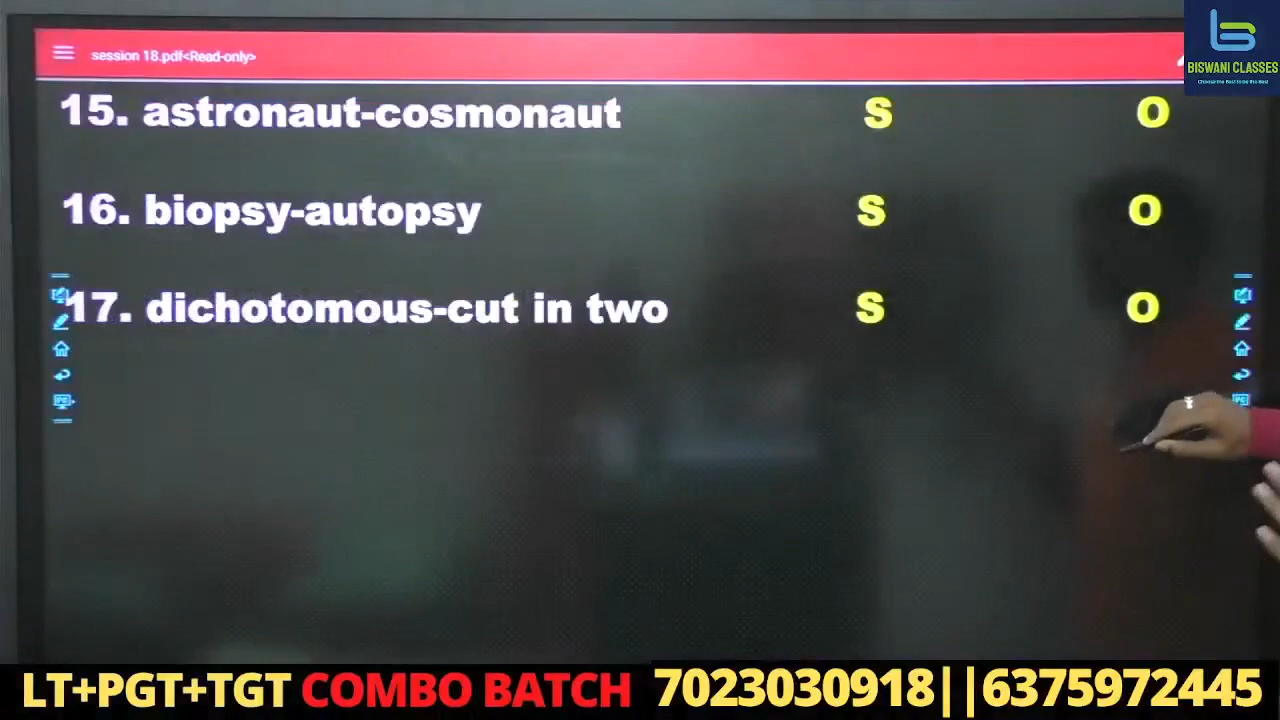 session 18.pdf<Read-only>
BISWANI CLASSES
15. astronaut-cosmonaut S O
16. biopsy-autopsy S O
17. dichotomous-cut in two S O
LT+PGT+TGT COMBO BATCH 7023030918||6375972445